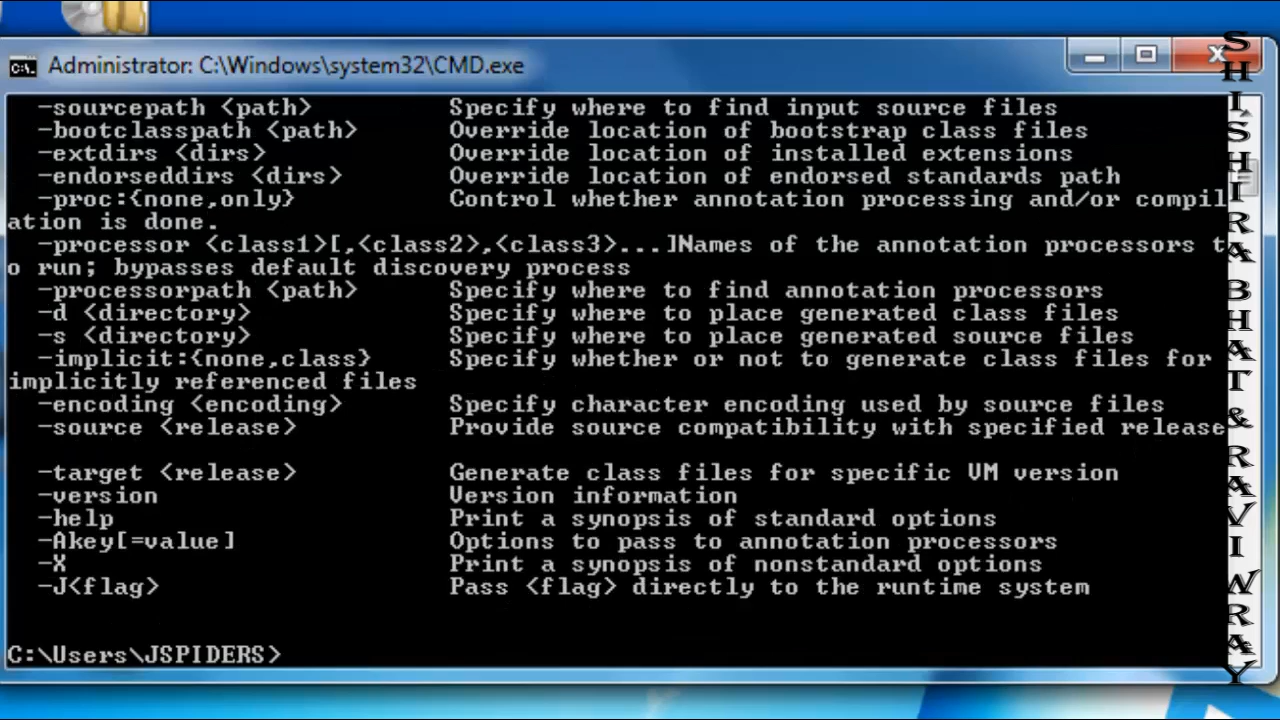 Administrator: C:\Windows\system32\CMD.exe
-sourcepath <path> Specify where to find input source files
-bootclasspath <path> Override location of bootstrap class files
-extdirs <dirs> Override location of installed extensions
-endorseddirs <dirs> Override location of endorsed standards path
-proc:{none,only} Control whether annotation processing and/or compil
ation is done.
-processor <class1>[,<class2>,<class3>...]Names of the annotation processors t
o run; bypasses default discovery process
-processorpath <path> Specify where to find annotation processors
-d <directory> Specify where to place generated class files
-s <directory> Specify where to place generated source files
-implicit:{none,class} Specify whether or not to generate class files for
implicitly referenced files
-encoding <encoding> Specify character encoding used by source files
-source <release> Provide source compatibility with specified release
-target <release> Generate class files for specific VM version
-version Version information
-help Print a synopsis of standard options
-Akey[=value] Options to pass to annotation processors
-X Print a synopsis of nonstandard options
-J<flag> Pass <flag> directly to the runtime system
C:\Users\JSPIDERS>
SHISHIRA BHAT & RAVI WRAY